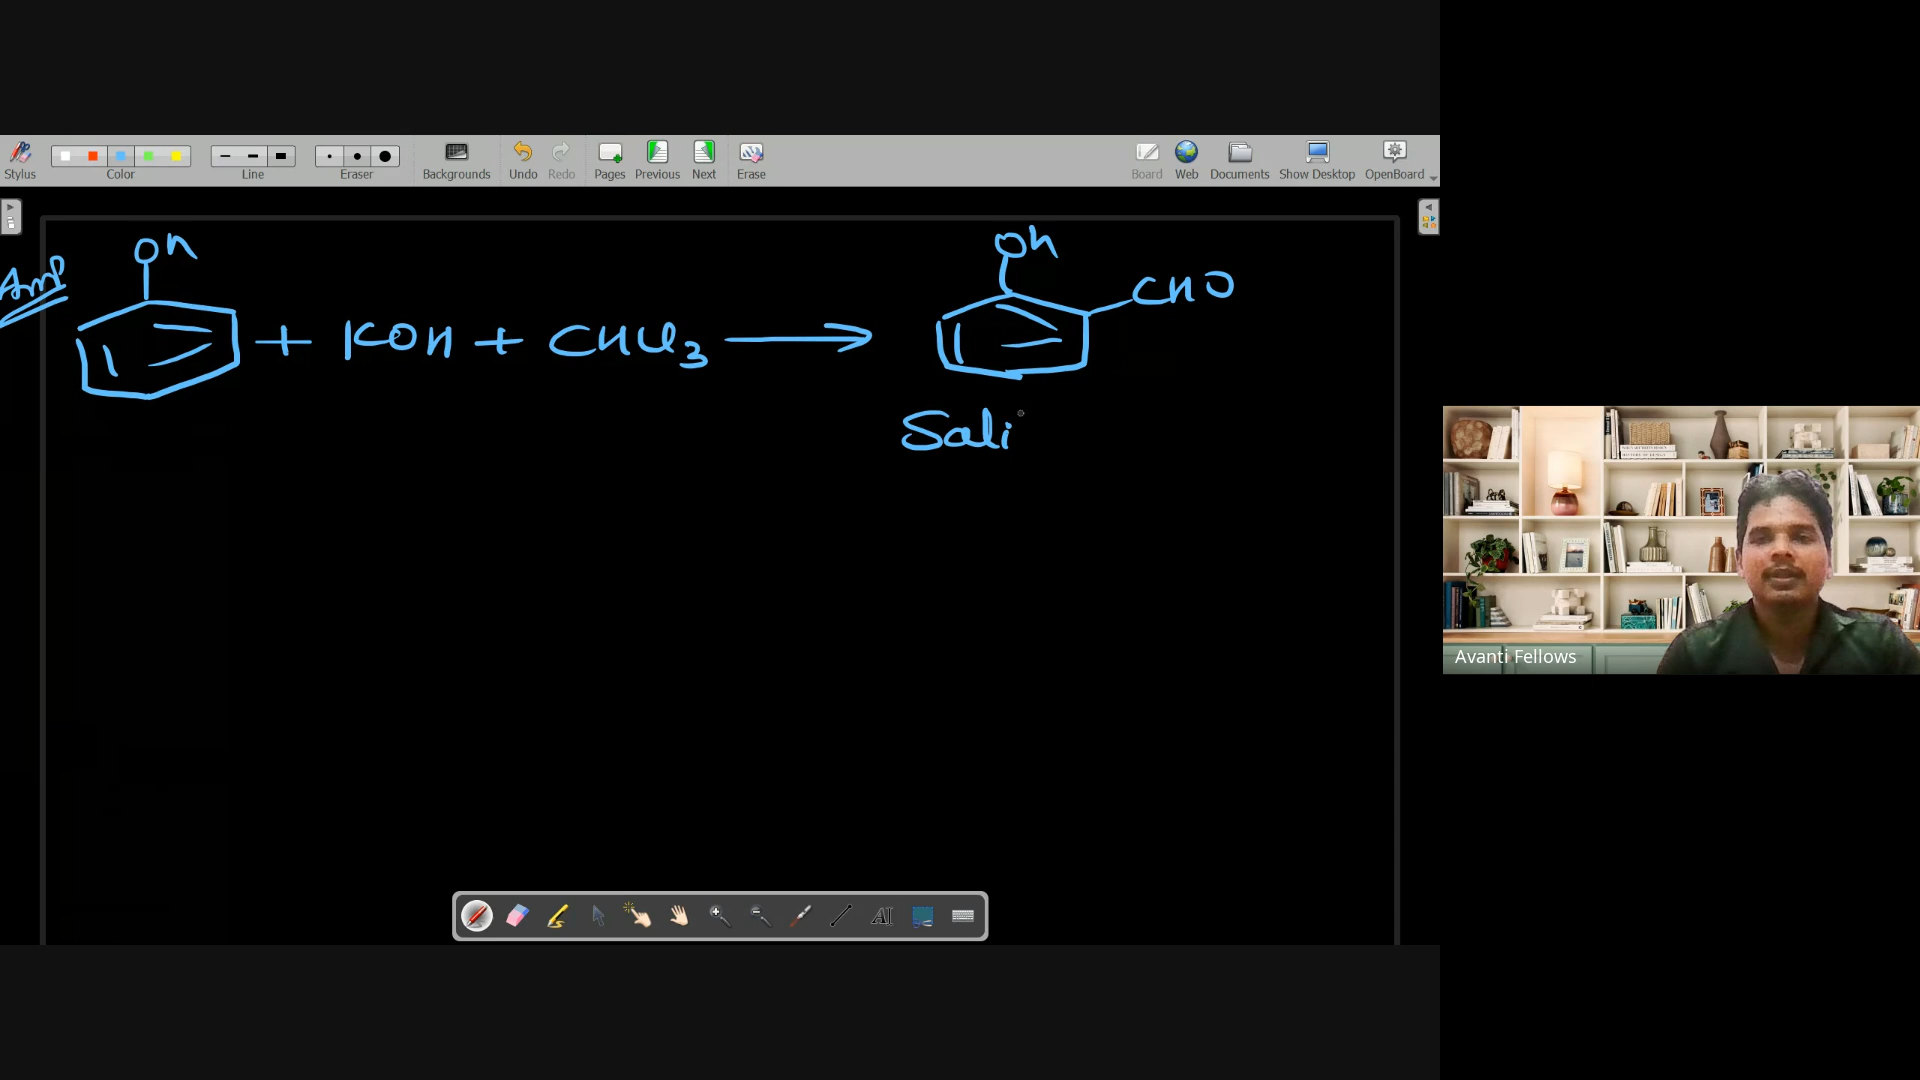 Stylus Color Line Eraser Backgrounds Undo Redo Pages Previous Next Erase Board Web Documents Show Desktop OpenBoard
OH OH
CHO
+ KOH + CHCl3
Sali
Avanti Fellows
AI